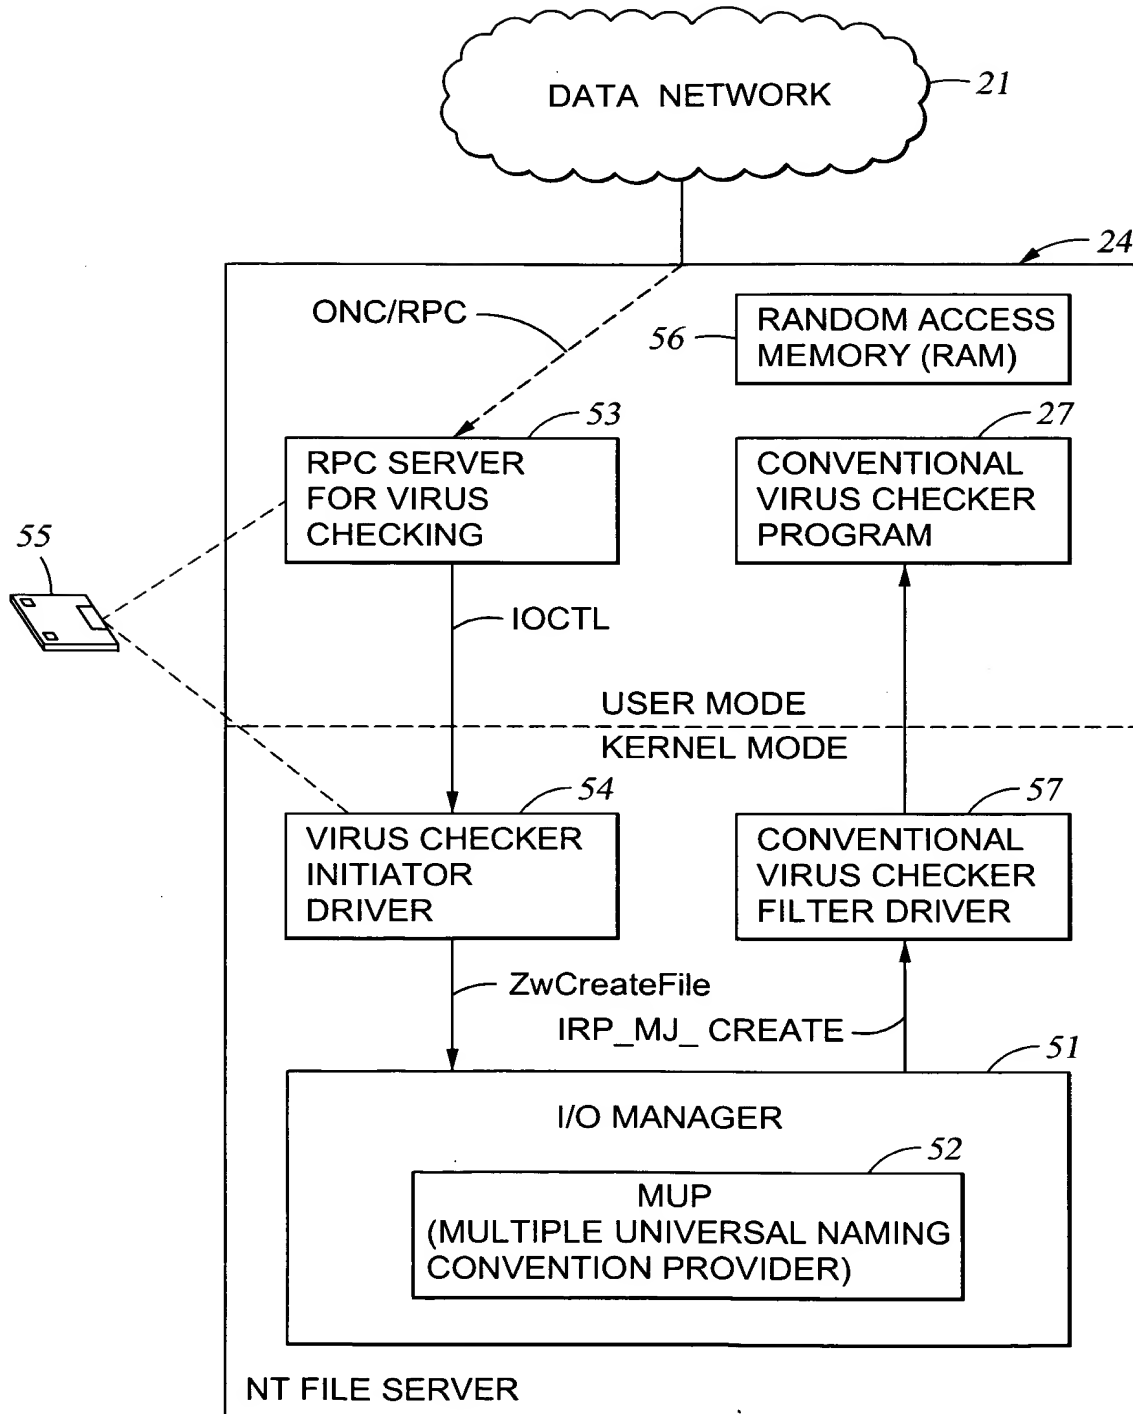 DATA NETWORK
21
24
ONC/RPC
56
RANDOM ACCESS
MEMORY (RAM)
53
RPC SERVER
FOR VIRUS
CHECKING
27
CONVENTIONAL
VIRUS CHECKER
PROGRAM
55
IOCTL
USER MODE
KERNEL MODE
54
VIRUS CHECKER
INITIATOR
DRIVER
57
CONVENTIONAL
VIRUS CHECKER
FILTER DRIVER
ZwCreateFile
IRP_MJ_ CREATE
51
I/O MANAGER
52
MUP
(MULTIPLE UNIVERSAL NAMING
CONVENTION PROVIDER)
NT FILE SERVER